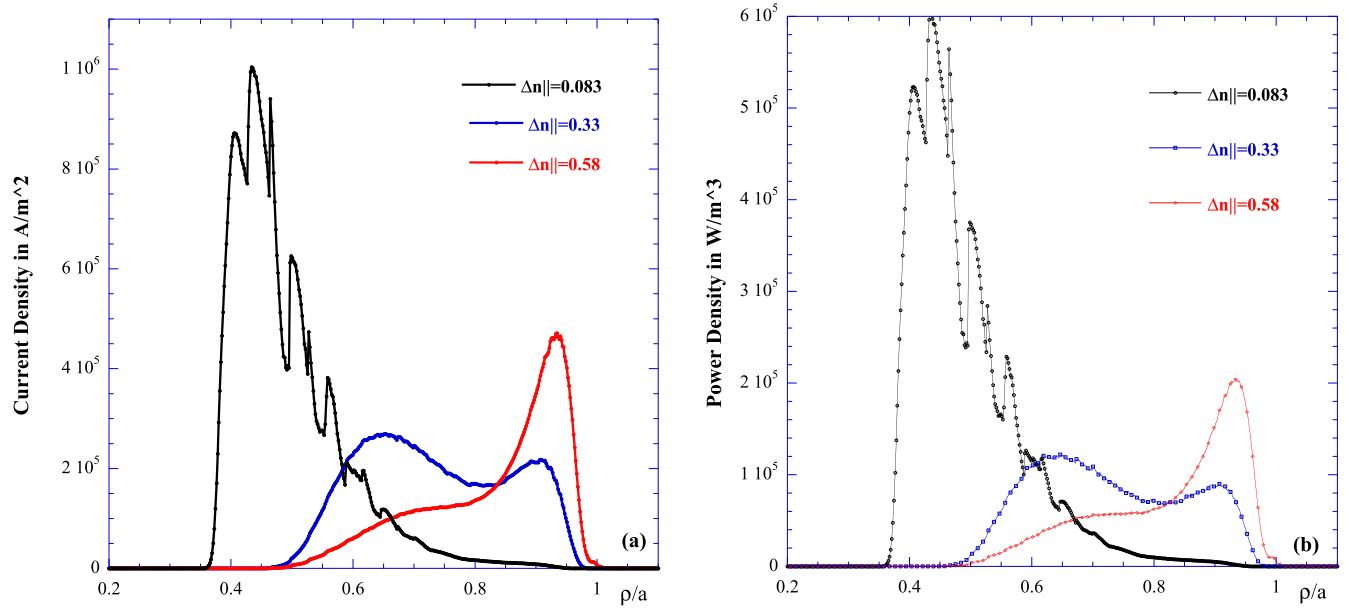 Current Density in A/m^2
1 10^6
8 10^5
6 10^5
4 10^5
2 10^5
0
0.2
0.4
0.6
0.8
1
ρ/a
Δn||=0.083
Δn||=0.33
Δn||=0.58
(a)
Power Density in W/m^3
6 10^5
5 10^5
4 10^5
3 10^5
2 10^5
1 10^5
0
0.2
0.4
0.6
0.8
1
ρ/a
Δn||=0.083
Δn||=0.33
Δn||=0.58
(b)